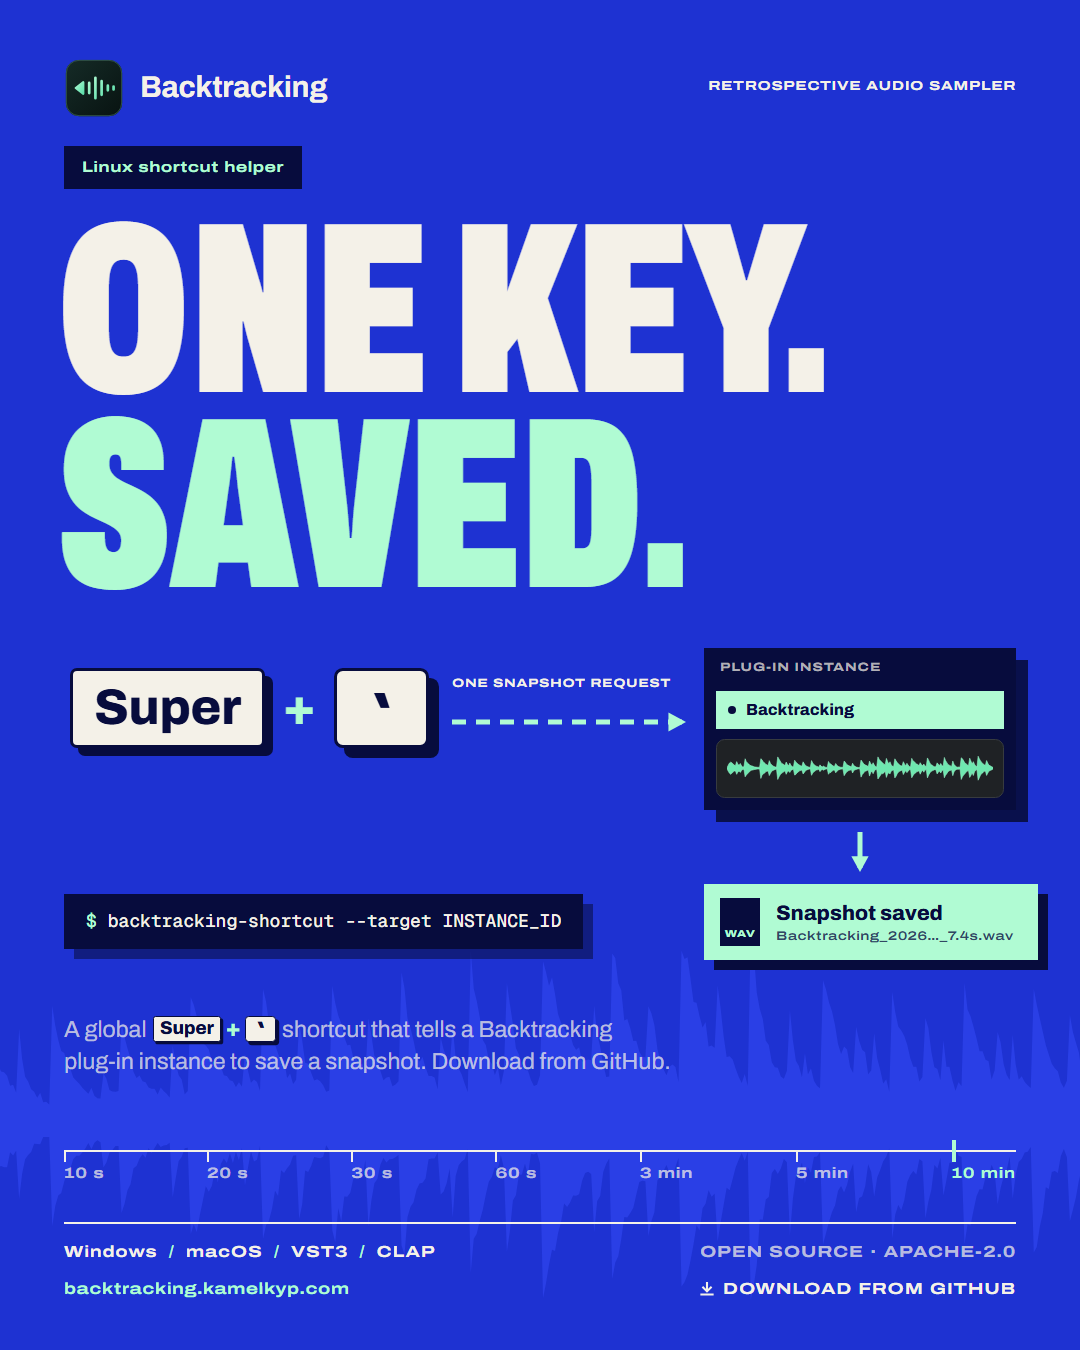 Backtracking
RETROSPECTIVE AUDIO SAMPLER
Linux shortcut helper
ONE KEY.
SAVED.
Super + `
ONE SNAPSHOT REQUEST
PLUG-IN INSTANCE
Backtracking
$ backtracking-shortcut --target INSTANCE_ID
WAV
Snapshot saved
Backtracking_2026..._7.4s.wav
A global Super + ` shortcut that tells a Backtracking
plug-in instance to save a snapshot. Download from GitHub.
10 s 20 s 30 s 60 s 3 min 5 min 10 min
Windows / macOS / VST3 / CLAP
OPEN SOURCE · APACHE-2.0
backtracking.kamelkyp.com
DOWNLOAD FROM GITHUB